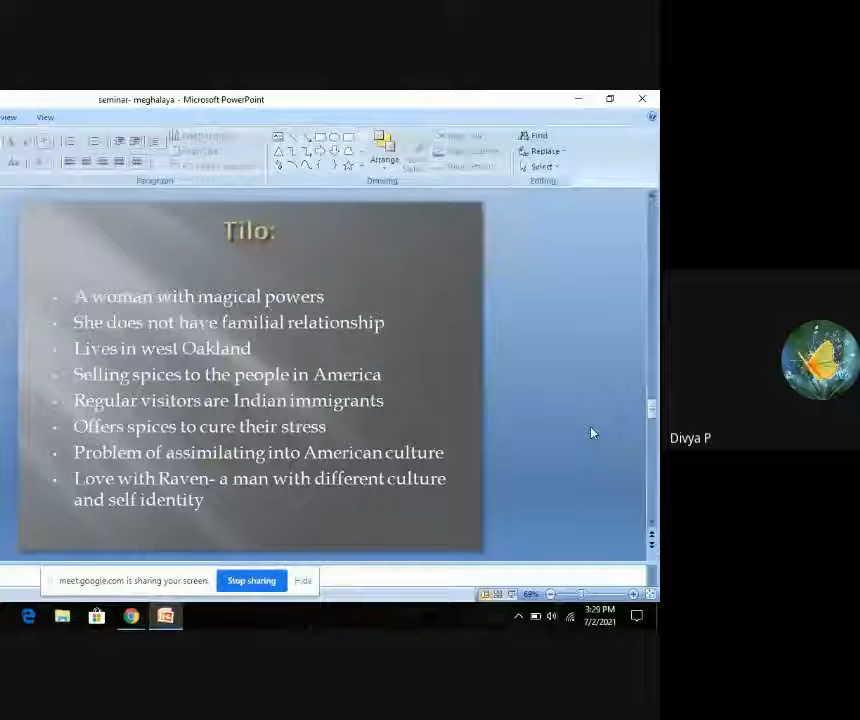 seminar- meghalaya - Microsoft PowerPoint
view View
Find
Replace
Select
Arrange
Paragraph
Drawing
Editing
Tilo:
A woman with magical powers
She does not have familial relationship
Lives in west Oakland
Selling spices to the people in America
Regular visitors are Indian immigrants
Offers spices to cure their stress
Problem of assimilating into American culture
Love with Raven- a man with different culture
and self identity
Divya P
meet.google.com is sharing your screen.
Stop sharing
Hide
69%
3:29 PM
7/2/2021